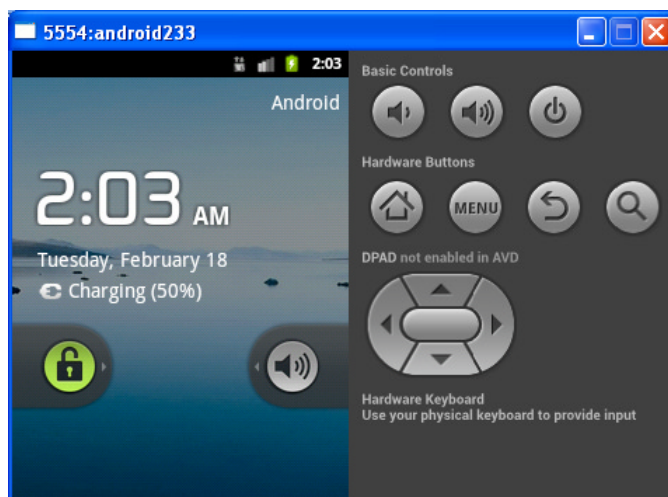 5554:android233
2:03
Android
2:03 AM
Tuesday, February 18
Charging (50%)
Basic Controls
Hardware Buttons
MENU
DPAD not enabled in AVD
Hardware Keyboard
Use your physical keyboard to provide input